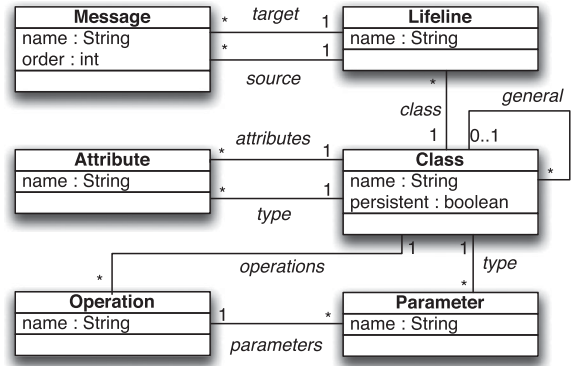 Message
name : String
order : int
* target 1
* source 1
Lifeline
name : String
*
class
1
general
0..1
*
Attribute
name : String
* attributes 1
* type 1
Class
name : String
persistent : boolean
1
operations
*
1
type
*
Operation
name : String
1 parameters *
Parameter
name : String